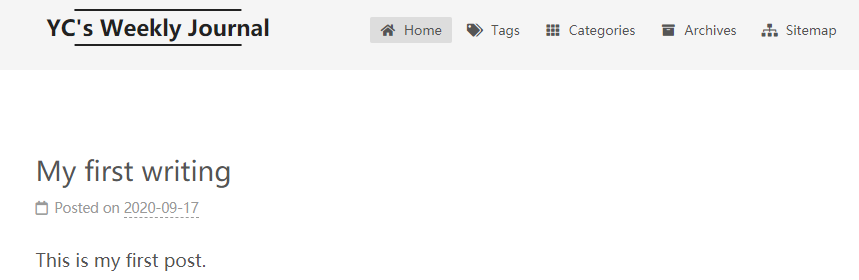 YC's Weekly Journal
Home Tags Categories Archives Sitemap
My first writing
Posted on 2020-09-17
This is my first post.